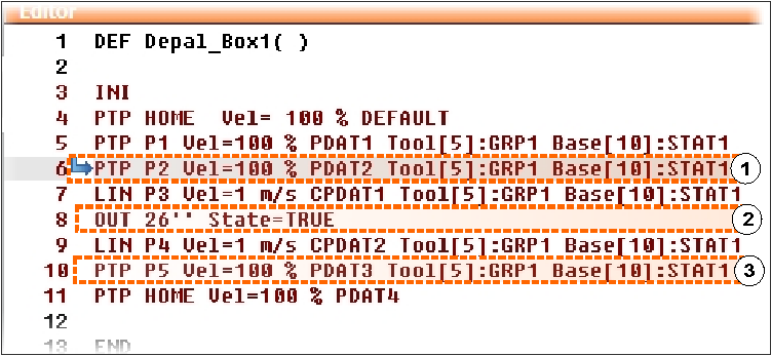 Editor
1 DEF Depal_Box1( )
2
3 INI
4 PTP HOME Vel= 100 % DEFAULT
5 PTP P1 Vel=100 % PDAT1 Tool[5]:GRP1 Base[10]:STAT1
6 PTP P2 Vel=100 % PDAT2 Tool[5]:GRP1 Base[10]:STAT1 1
7 LIN P3 Vel=1 m/s CPDAT1 Tool[5]:GRP1 Base[10]:STAT1
8 OUT 26'' State=TRUE 2
9 LIN P4 Vel=1 m/s CPDAT2 Tool[5]:GRP1 Base[10]:STAT1
10 PTP P5 Vel=100 % PDAT3 Tool[5]:GRP1 Base[10]:STAT1 3
11 PTP HOME Vel=100 % PDAT4
12
13 END